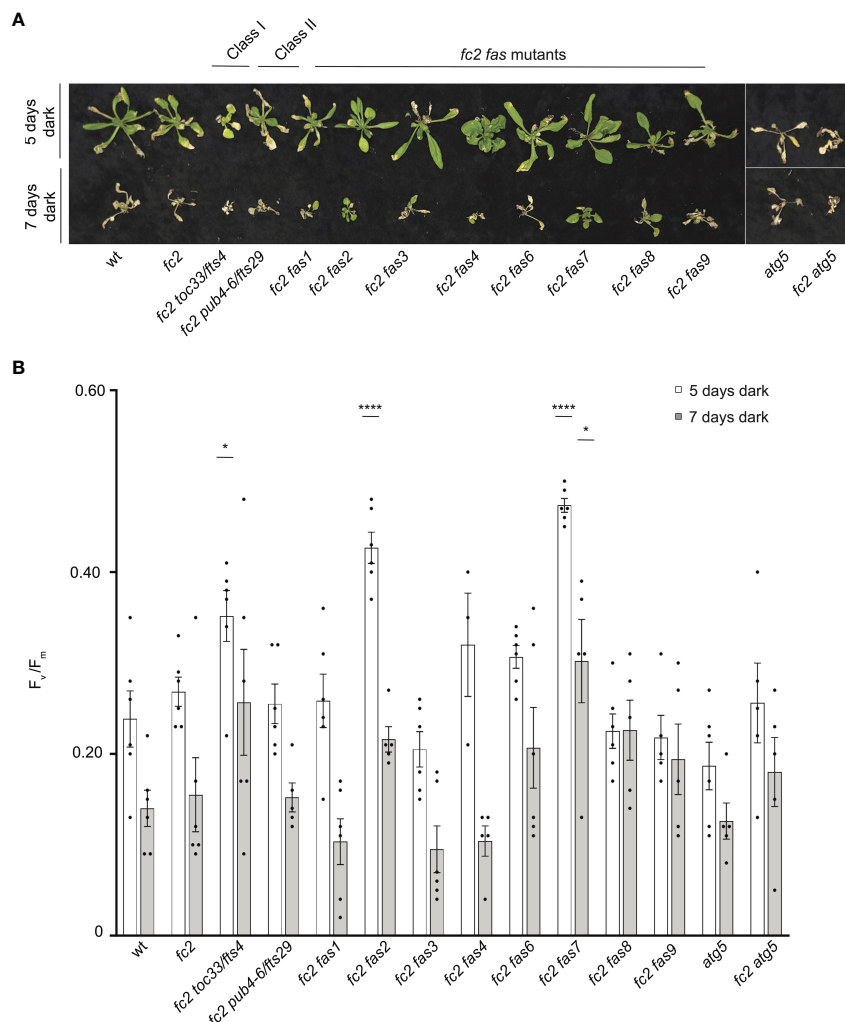 A
Class I
Class II
fc2 fas mutants
5 days
dark
7 days
dark
wt
fc2
fc2 toc33/fts4
fc2 pub4-6/fts29
fc2 fas1
fc2 fas2
fc2 fas3
fc2 fas4
fc2 fas6
fc2 fas7
fc2 fas8
fc2 fas9
atg5
fc2 atg5
B
0.60
5 days dark
7 days dark
****
****
*
*
0.40
Fv/Fm
0.20
0
wt
fc2
fc2 toc33/fts4
fc2 pub4-6/fts29
fc2 fas1
fc2 fas2
fc2 fas3
fc2 fas4
fc2 fas6
fc2 fas7
fc2 fas8
fc2 fas9
atg5
fc2 atg5